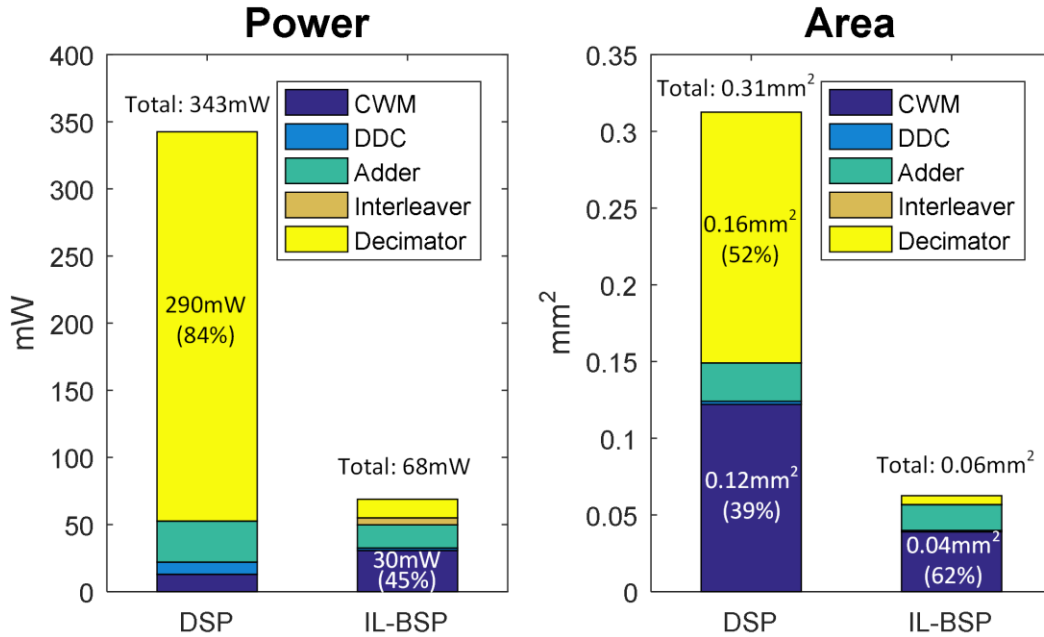 Power
400
350
300
250
200
150
100
50
0
mW
Total: 343mW
CWM
DDC
Adder
Interleaver
Decimator
290mW
(84%)
Total: 68mW
30mW
(45%)
DSP
IL-BSP
Area
0.35
0.3
0.25
0.2
0.15
0.1
0.05
0
mm²
Total: 0.31mm²
CWM
DDC
Adder
Interleaver
Decimator
0.16mm²
(52%)
0.12mm²
(39%)
Total: 0.06mm²
0.04mm²
(62%)
DSP
IL-BSP